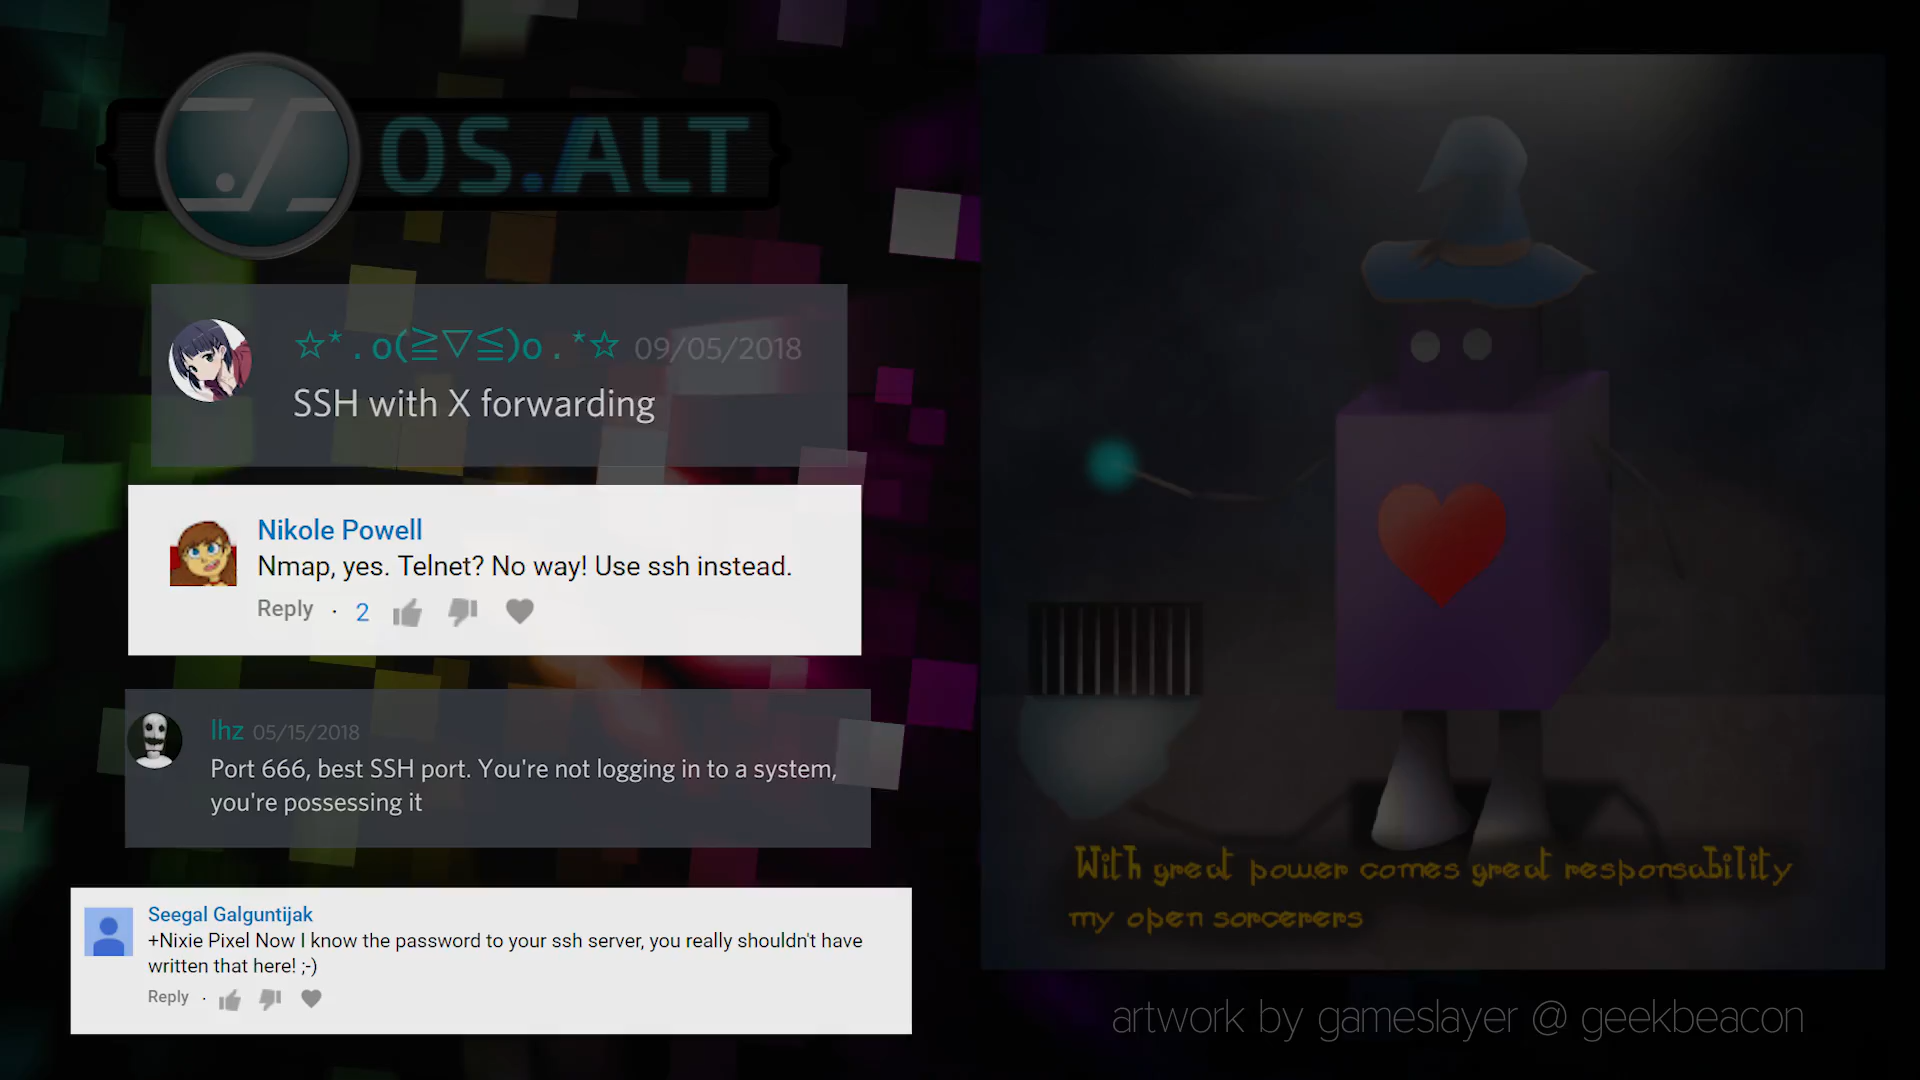 OS.ALT
☆*.o(≧▽≦)o.*☆ 09/05/2018
SSH with X forwarding
Nikole Powell
Nmap, yes. Telnet? No way! Use ssh instead.
Reply · 2
lhz 05/15/2018
Port 666, best SSH port. You're not logging in to a system,
you're possessing it
Seegal Galguntijak
+Nixie Pixel Now I know the password to your ssh server, you really shouldn't have
written that here! ;-)
Reply ·
With great power comes great responsability
my open sorcerers
artwork by gameslayer @ geekbeacon